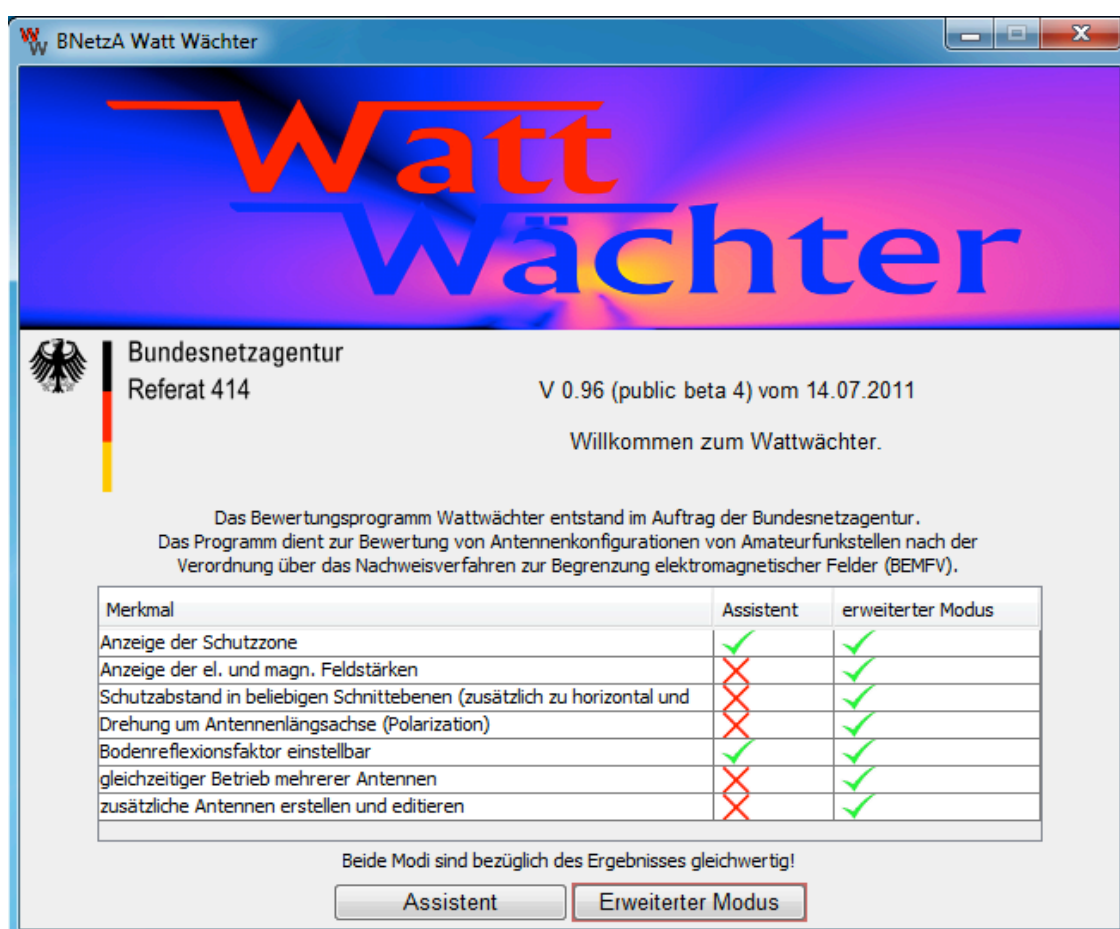 BNetzA Watt Wächter
Watt
Wächter
Bundesnetzagentur
Referat 414
V 0.96 (public beta 4) vom 14.07.2011
Willkommen zum Wattwächter.
Das Bewertungsprogramm Wattwächter entstand im Auftrag der Bundesnetzagentur.
Das Programm dient zur Bewertung von Antennenkonfigurationen von Amateurfunkstellen nach der
Verordnung über das Nachweisverfahren zur Begrenzung elektromagnetischer Felder (BEMFV).
Merkmal Assistent erweiterter Modus
Anzeige der Schutzzone
Anzeige der el. und magn. Feldstärken
Schutzabstand in beliebigen Schnittebenen (zusätzlich zu horizontal und
Drehung um Antennenlängsachse (Polarization)
Bodenreflexionsfaktor einstellbar
gleichzeitiger Betrieb mehrerer Antennen
zusätzliche Antennen erstellen und editieren
Beide Modi sind bezüglich des Ergebnisses gleichwertig!
Assistent Erweiterter Modus